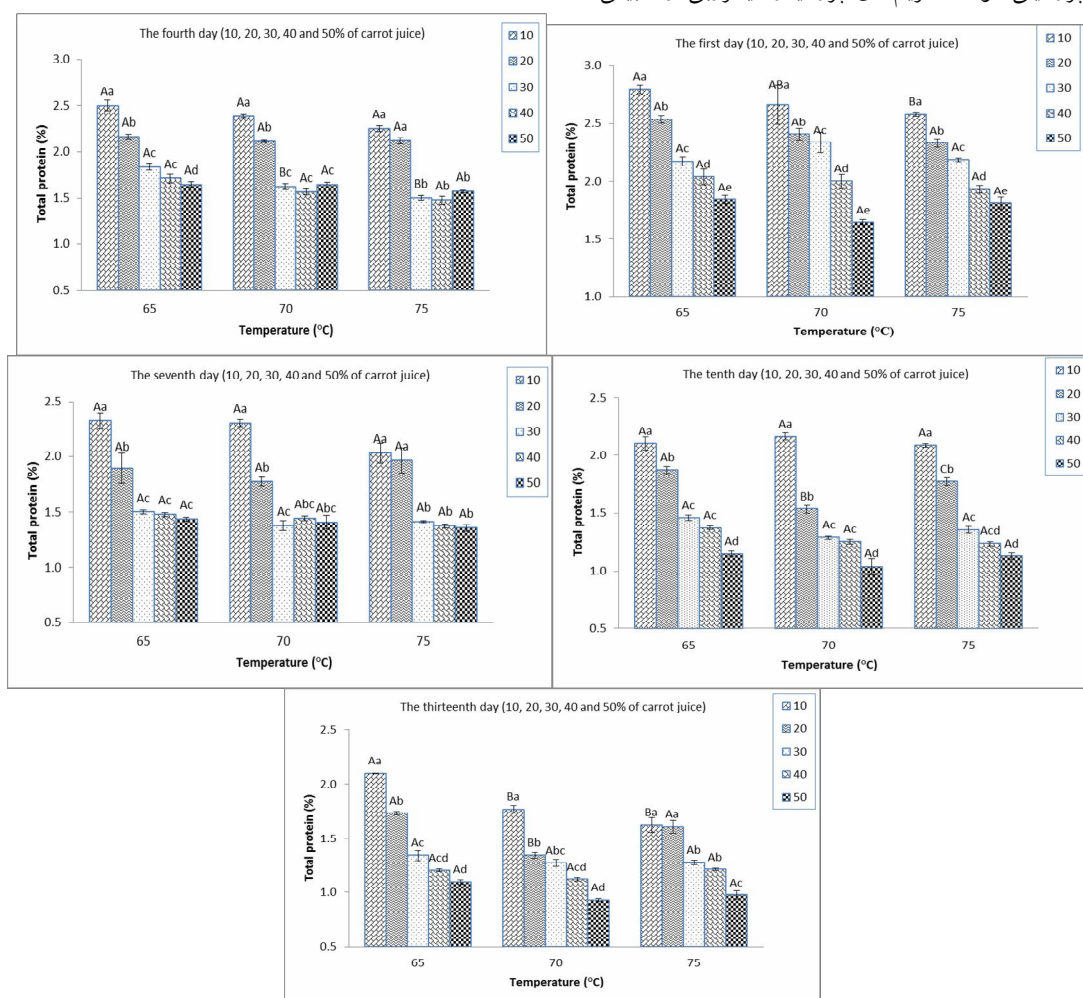 The fourth day (10, 20, 30, 40 and 50% of carrot juice)
10
20
30
40
50
Total protein (%)
3.0
2.5
2.0
1.5
1.0
0.5
Aa Ab Ac Ac Ad
Aa Ab Bc Ac Ac
Aa Aa Bb Ab Ab
65 70 75
Temperature (°C)
The first day (10, 20, 30, 40 and 50% of carrot juice)
10
20
30
40
50
Total protein (%)
3.0
2.5
2.0
1.5
1.0
Aa Ab Ac Ad Ae
ABa Ab Ac Ad Ae
Ba Ab Ac Ad Ae
65 70 75
Temperature (°C)
The seventh day (10, 20, 30, 40 and 50% of carrot juice)
10
20
30
40
50
Total protein (%)
2.5
2.0
1.5
1.0
0.5
Aa Ab Ac Ac Ac
Aa Ab Ac Abc Abc
Aa Aa Ab Ab Ab
65 70 75
Temperature (°C)
The tenth day (10, 20, 30, 40 and 50% of carrot juice)
10
20
30
40
50
Total protein (%)
2.5
2.0
1.5
1.0
0.5
Aa Ab Ac Ac Ad
Aa Bb Ac Ac Ad
Aa Cb Ac Acd Ad
65 70 75
Temperature (°C)
The thirteenth day (10, 20, 30, 40 and 50% of carrot juice)
10
20
30
40
50
Total protein (%)
2.5
2.0
1.5
1.0
0.5
Aa Ab Ac Acd Ad
Ba Bb Abc Acd Ad
Ba Aa Ab Ab Ac
65 70 75
Temperature (°C)